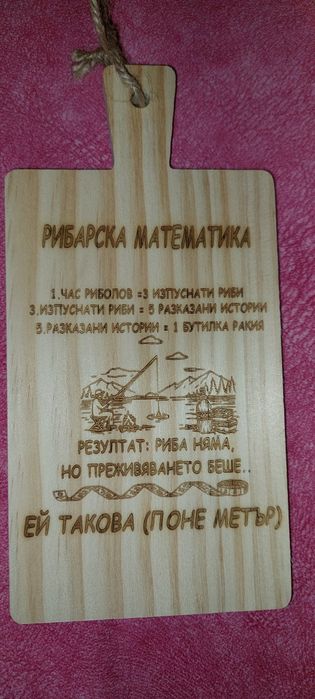 РИБАРСКА МАТЕМАТИКА
1.ЧАС РИБОЛОВ =3 ИЗПУСНАТИ РИБИ
3.ИЗПУСНАТИ РИБИ = 5 РАЗКАЗАНИ ИСТОРИИ
5.РАЗКАЗАНИ ИСТОРИИ = 1 БУТИЛКА РАКИЯ
РЕЗУЛТАТ: РИБА НЯМА,
НО ПРЕЖИВЯВАНЕТО БЕШЕ..
ЕЙ ТАКОВА (ПОНЕ МЕТЪР)